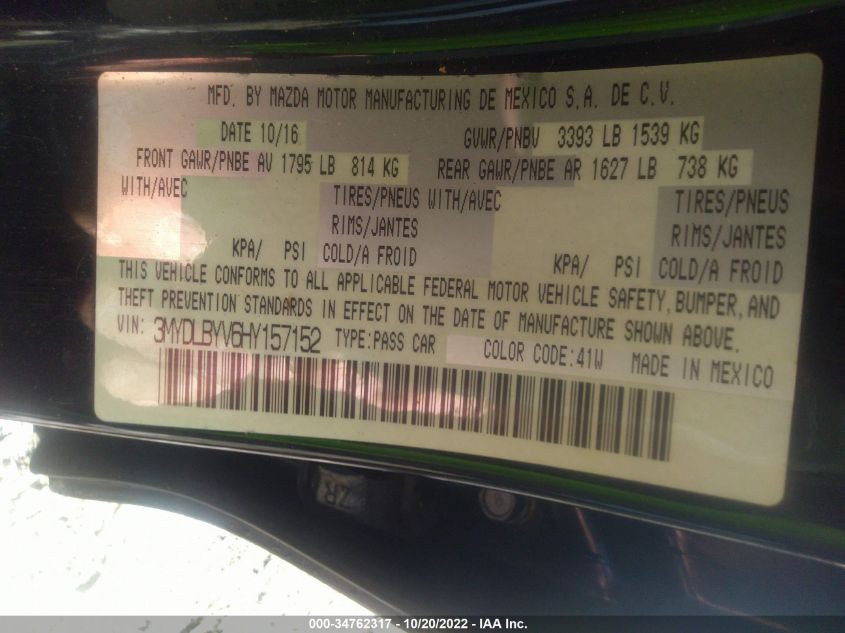 MFD. BY MAZDA MOTOR MANUFACTURING DE MEXICO S.A. DE C.V.
DATE 10/16 GVWR/PNBV 3393 LB 1539 KG
FRONT GAWR/PNBE AV 1795 LB 814 KG REAR GAWR/PNBE AR 1627 LB 738 KG
WITH/AVEC TIRES/PNEUS WITH/AVEC TIRES/PNEUS
RIMS/JANTES RIMS/JANTES
KPA/ PSI COLD/A FROID KPA/ PSI COLD/A FROID
THIS VEHICLE CONFORMS TO ALL APPLICABLE FEDERAL MOTOR VEHICLE SAFETY, BUMPER, AND
THEFT PREVENTION STANDARDS IN EFFECT ON THE DATE OF MANUFACTURE SHOWN ABOVE.
VIN: 3MYDLBYV6HY157152 TYPE:PASS CAR COLOR CODE:41W MADE IN MEXICO
ZR
000-34762317 - 10/20/2022 - IAA Inc.